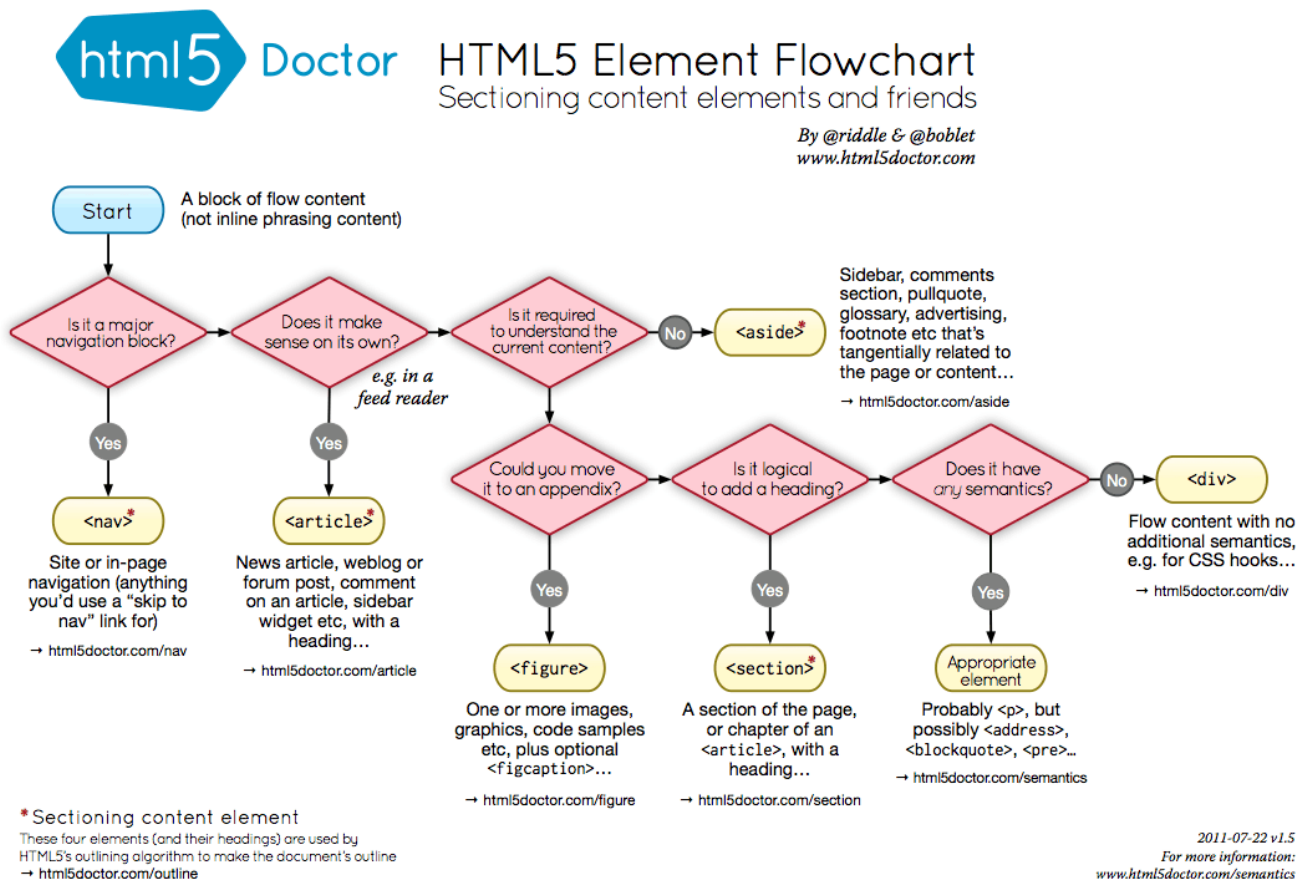 html5 Doctor
HTML5 Element Flowchart
Sectioning content elements and friends
By @riddle & @boblet
www.html5doctor.com
Start
A block of flow content
(not inline phrasing content)
Is it a major
navigation block?
Does it make
sense on its own?
e.g. in a
feed reader
Is it required
to understand the
current content?
No
<aside>*
Sidebar, comments
section, pullquote,
glossary, advertising,
footnote etc that's
tangentially related to
the page or content…
→ html5doctor.com/aside
Yes
<nav>*
Site or in-page
navigation (anything
you'd use a “skip to
nav” link for)
→ html5doctor.com/nav
Yes
<article>*
News article, weblog or
forum post, comment
on an article, sidebar
widget etc, with a
heading…
→ html5doctor.com/article
Could you move
it to an appendix?
Is it logical
to add a heading?
Does it have
any semantics?
No
<div>
Flow content with no
additional semantics,
e.g. for CSS hooks…
→ html5doctor.com/div
Yes
<figure>
One or more images,
graphics, code samples
etc, plus optional
<figcaption>…
→ html5doctor.com/figure
Yes
<section>*
A section of the page,
or chapter of an
<article>, with a
heading…
→ html5doctor.com/section
Yes
Appropriate
element
Probably <p>, but
possibly <address>,
<blockquote>, <pre>…
→ html5doctor.com/semantics
* Sectioning content element
These four elements (and their headings) are used by
HTML5's outlining algorithm to make the document's outline
→ html5doctor.com/outline
2011-07-22 v1.5
For more information:
www.html5doctor.com/semantics